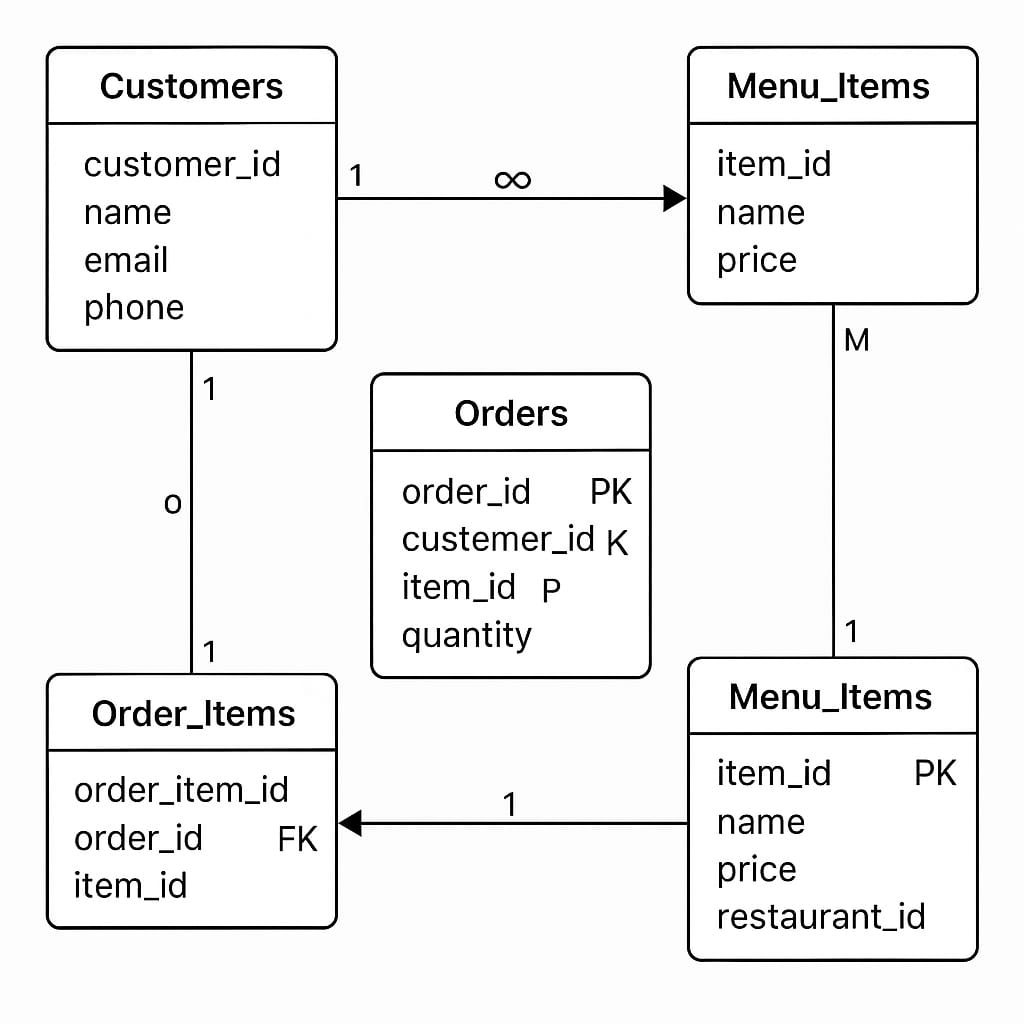 Customers
customer_id
name
email
phone
1 ∞
Menu_Items
item_id
name
price
1
o
1
M
1
Orders
order_id PK
custemer_id K
item_id P
quantity
Order_Items
order_item_id
order_id FK
item_id
1
Menu_Items
item_id PK
name
price
restaurant_id